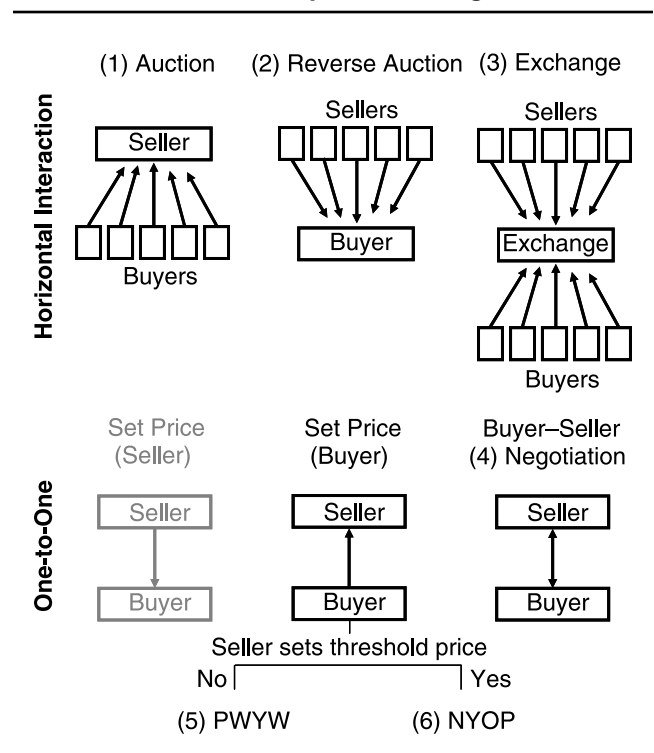 (1) Auction
(2) Reverse Auction
(3) Exchange
Horizontal Interaction
Seller
Buyers
Sellers
Buyer
Sellers
Exchange
Buyers
One-to-One
Set Price
(Seller)
Seller
Buyer
Set Price
(Buyer)
Seller
Buyer
Buyer–Seller
(4) Negotiation
Seller
Buyer
Seller sets threshold price
No
Yes
(5) PWYW
(6) NYOP